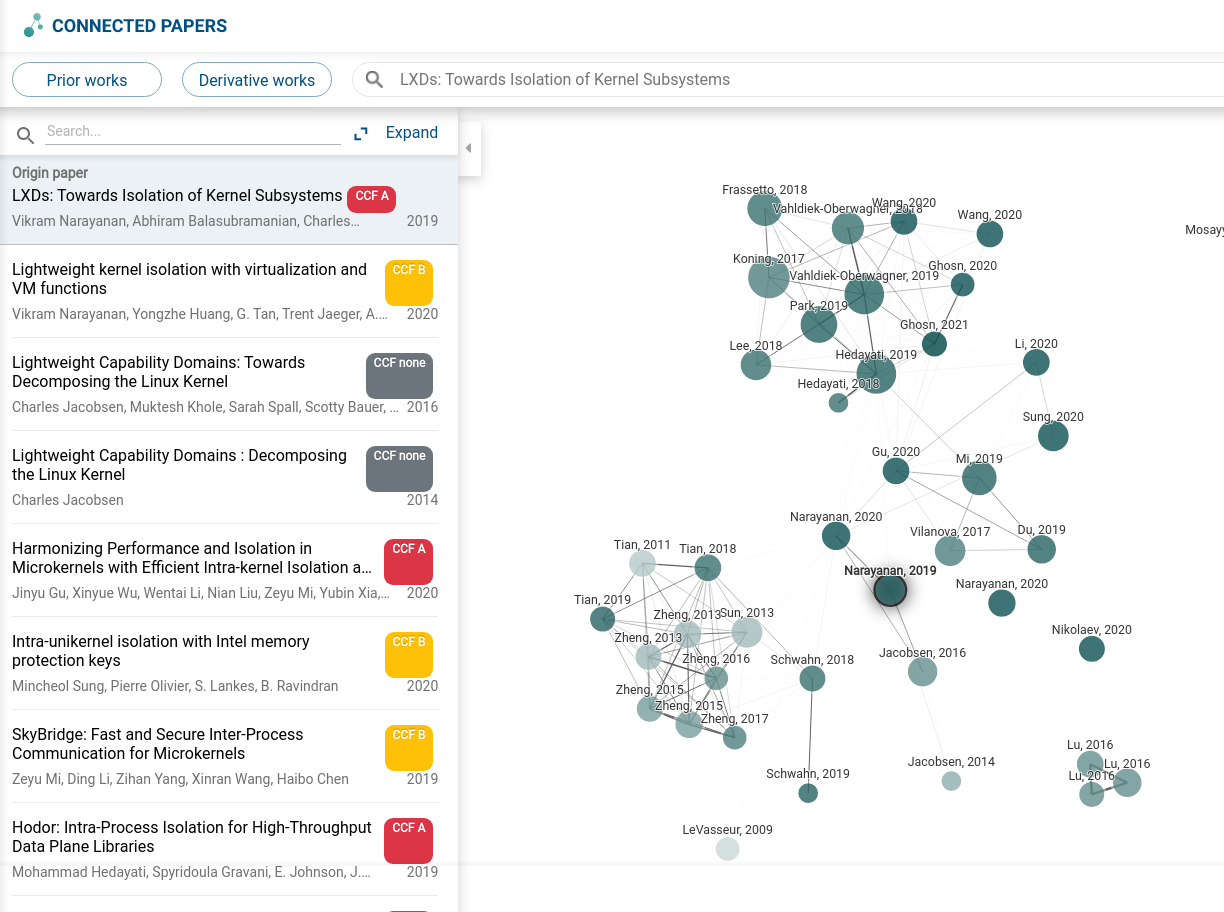 CONNECTED PAPERS
Prior works
Derivative works
LXDs: Towards Isolation of Kernel Subsystems
Search...
Expand
Origin paper
LXDs: Towards Isolation of Kernel Subsystems CCF A
Vikram Narayanan, Abhiram Balasubramanian, Charles… 2019
Lightweight kernel isolation with virtualization and CCF B
VM functions
Vikram Narayanan, Yongzhe Huang, G. Tan, Trent Jaeger, A.… 2020
Lightweight Capability Domains: Towards CCF none
Decomposing the Linux Kernel
Charles Jacobsen, Muktesh Khole, Sarah Spall, Scotty Bauer, … 2016
Lightweight Capability Domains : Decomposing CCF none
the Linux Kernel
Charles Jacobsen 2014
Harmonizing Performance and Isolation in CCF A
Microkernels with Efficient Intra-kernel Isolation a…
Jinyu Gu, Xinyue Wu, Wentai Li, Nian Liu, Zeyu Mi, Yubin Xia,… 2020
Intra-unikernel isolation with Intel memory CCF B
protection keys
Mincheol Sung, Pierre Olivier, S. Lankes, B. Ravindran 2020
SkyBridge: Fast and Secure Inter-Process CCF B
Communication for Microkernels
Zeyu Mi, Ding Li, Zihan Yang, Xinran Wang, Haibo Chen 2019
Hodor: Intra-Process Isolation for High-Throughput CCF A
Data Plane Libraries
Mohammad Hedayati, Spyridoula Gravani, E. Johnson, J.… 2019
Frassetto, 2018
Vahldiek-Oberwagner, 2018
Wang, 2020
Wang, 2020
Mosayy
Koning, 2017
Vahldiek-Oberwagner, 2019
Ghosn, 2020
Park, 2019
Ghosn, 2021
Lee, 2018
Hedayati, 2019
Li, 2020
Hedayati, 2018
Sung, 2020
Gu, 2020
Mi, 2019
Narayanan, 2020
Vilanova, 2017
Du, 2019
Tian, 2011
Tian, 2018
Narayanan, 2019
Narayanan, 2020
Tian, 2019
Zheng, 2013
Sun, 2013
Nikolaev, 2020
Zheng, 2013
Zheng, 2016
Schwahn, 2018
Jacobsen, 2016
Zheng, 2015
Zheng, 2015
Zheng, 2017
Lu, 2016
Lu, 2016
Lu, 2016
Schwahn, 2019
Jacobsen, 2014
LeVasseur, 2009